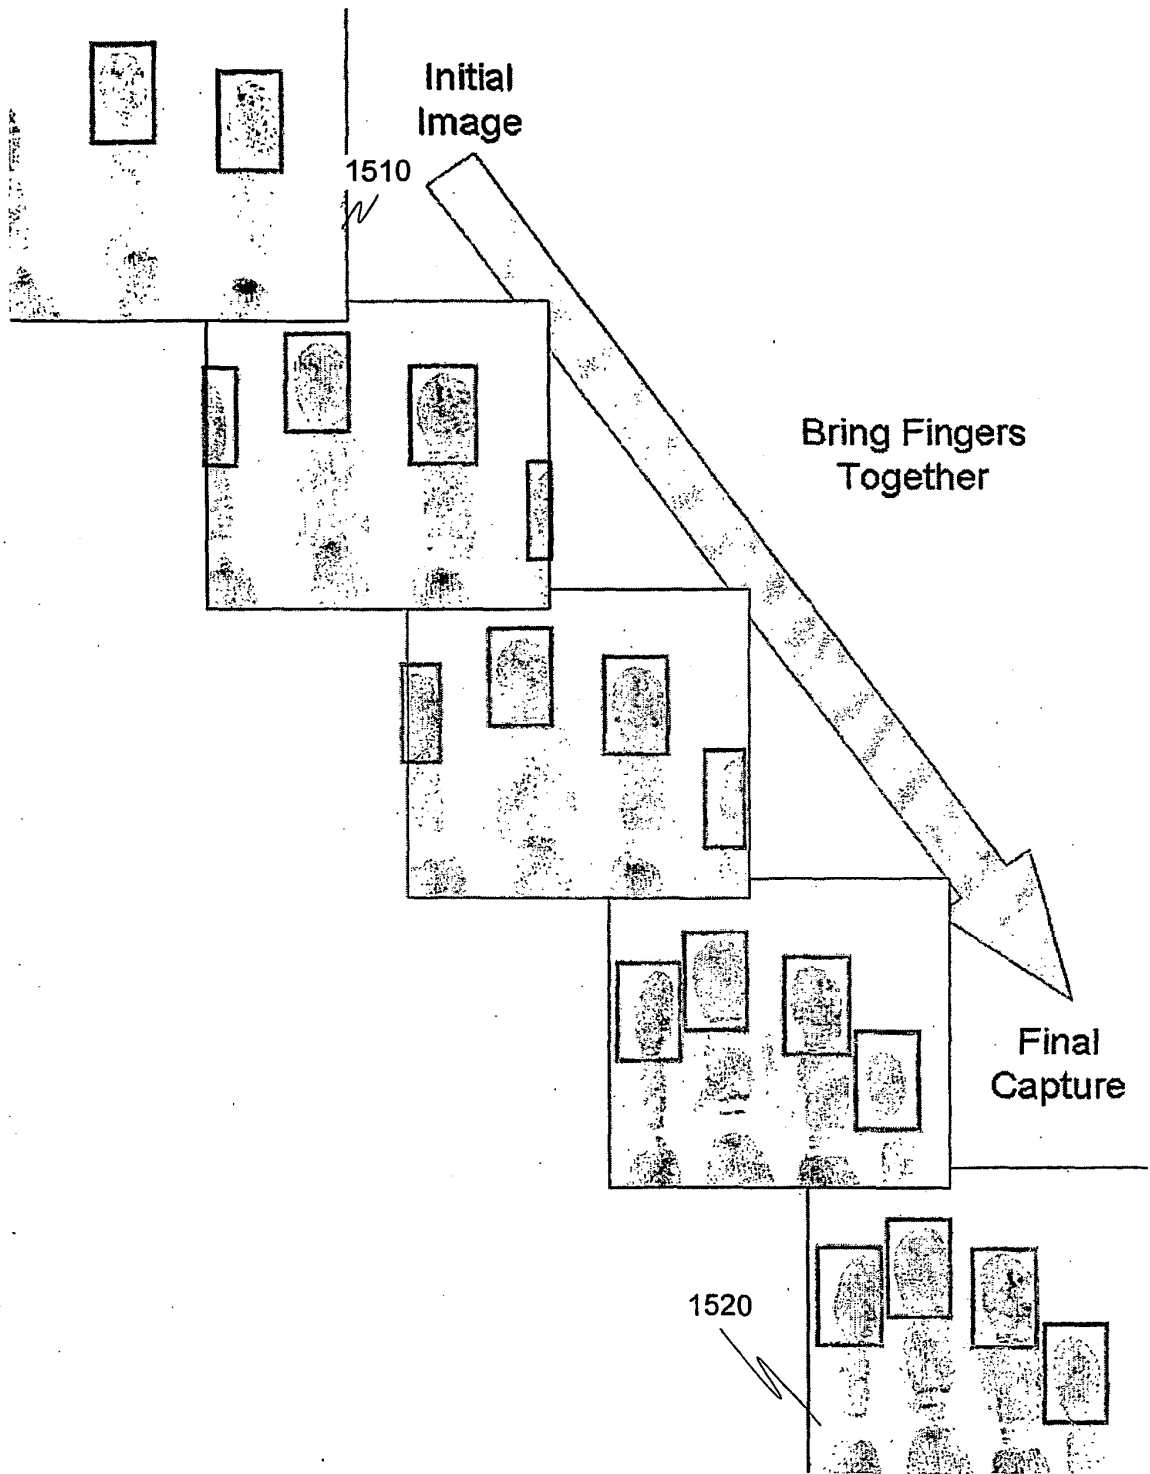 Initial
Image
1510
Bring Fingers
Together
Final
Capture
1520